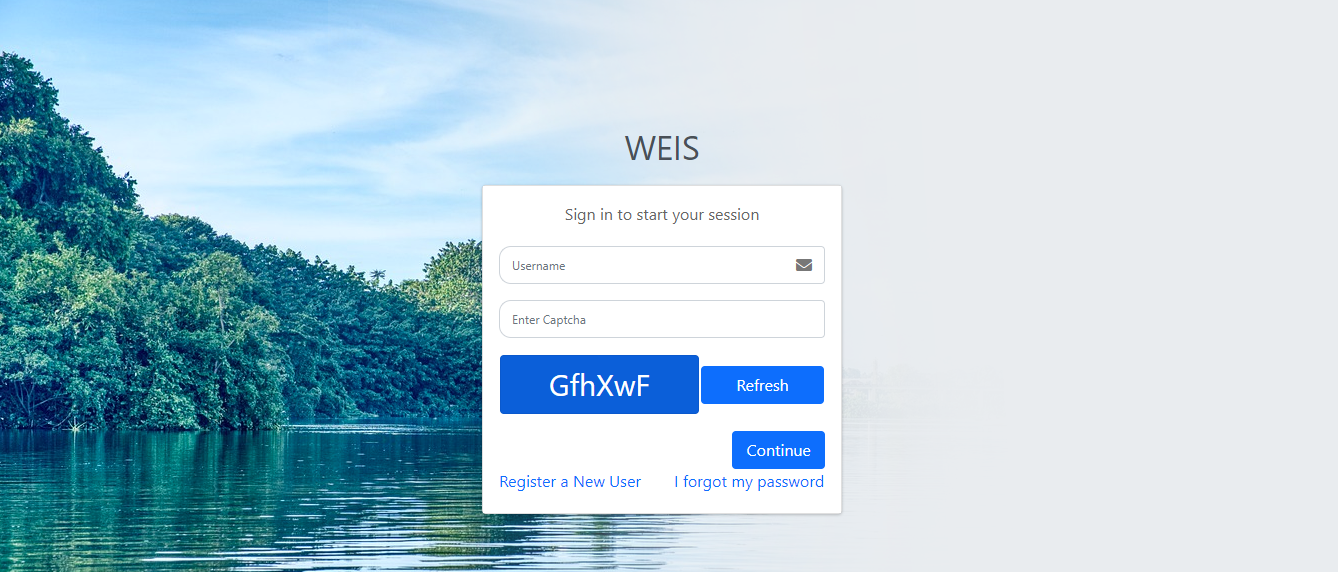 WEIS
Sign in to start your session
Username
Enter Captcha
GfhXwF
Refresh
Continue
Register a New User
I forgot my password